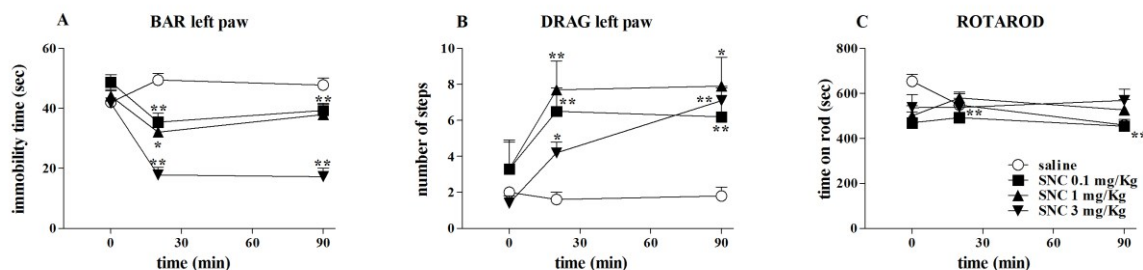 A BAR left paw
immobility time (sec)
60
40
20
0
**
*
**
**
**
0 30 60 90
time (min)
B DRAG left paw
number of steps
10
8
6
4
2
0
**
**
*
*
**
**
0 30 60 90
time (min)
C ROTAROD
time on rod (sec)
800
600
400
200
0
**
**
saline
SNC 0.1 mg/Kg
SNC 1 mg/Kg
SNC 3 mg/Kg
0 30 60 90
time (min)